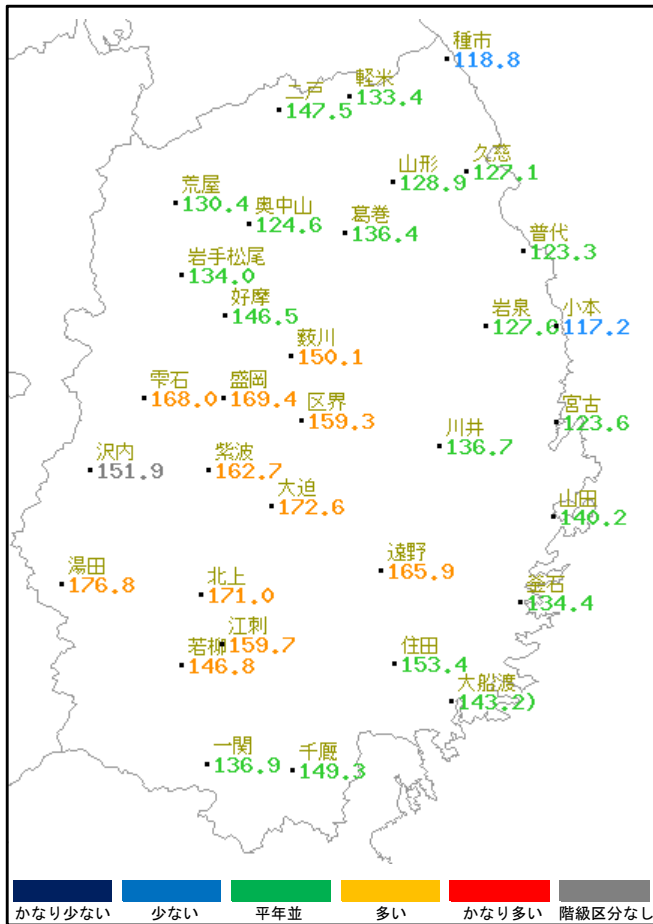 種市
118.8
軽米
133.4
二戸
147.5
久慈
127.1
山形
128.9
荒屋
130.4
奥中山
124.6
葛巻
136.4
普代
123.3
岩手松尾
134.0
好摩
146.5
岩泉
127.6
小本
117.2
薮川
150.1
雫石
168.0
盛岡
169.4
区界
159.3
宮古
123.6
川井
136.7
沢内
151.9
紫波
162.7
大迫
172.6
山田
140.2
湯田
176.8
北上
171.0
遠野
165.9
釜石
134.4
江刺
159.7
若柳
146.8
住田
153.4
大船渡
143.2)
一関
136.9
千厩
149.3
かなり少ない
少ない
平年並
多い
かなり多い
階級区分なし